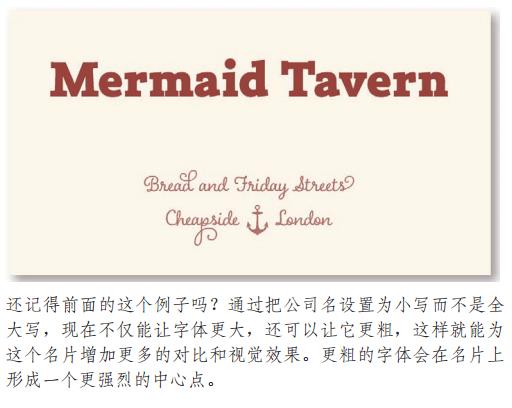 Mermaid Tavern
Bread and Friday Streets
Cheapside London
还记得前面的这个例子吗？通过把公司名设置为小写而不是全
大写，现在不仅能让字体更大，还可以让它更粗，这样就能为
这个名片增加更多的对比和视觉效果。更粗的字体会在名片上
形成一个更强烈的中心点。